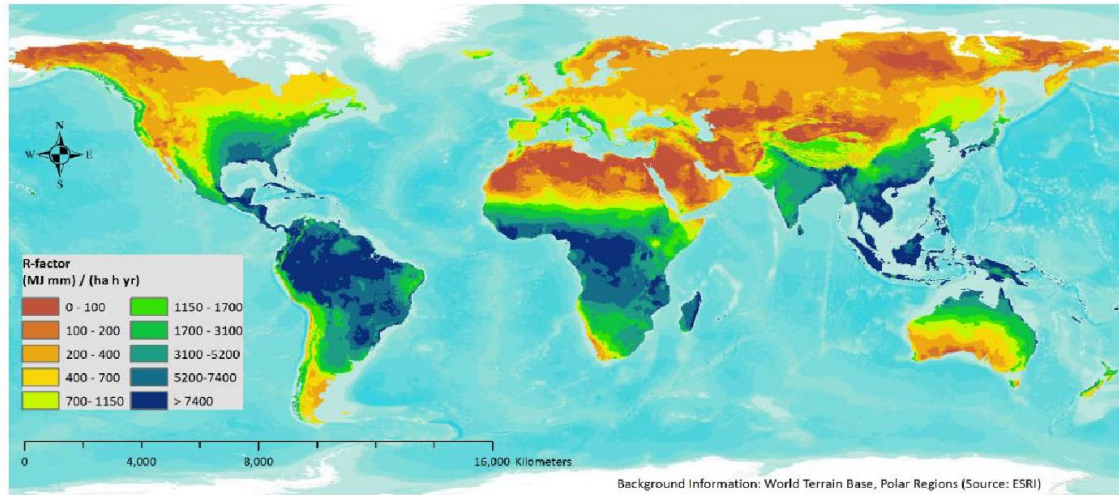 N
W E
S
R-factor
(MJ mm) / (ha h yr)
0 - 100
100 - 200
200 - 400
400 - 700
700- 1150
1150 - 1700
1700 - 3100
3100 -5200
5200-7400
> 7400
0 4,000 8,000 16,000 Kilometers
Background Information: World Terrain Base, Polar Regions (Source: ESRI)